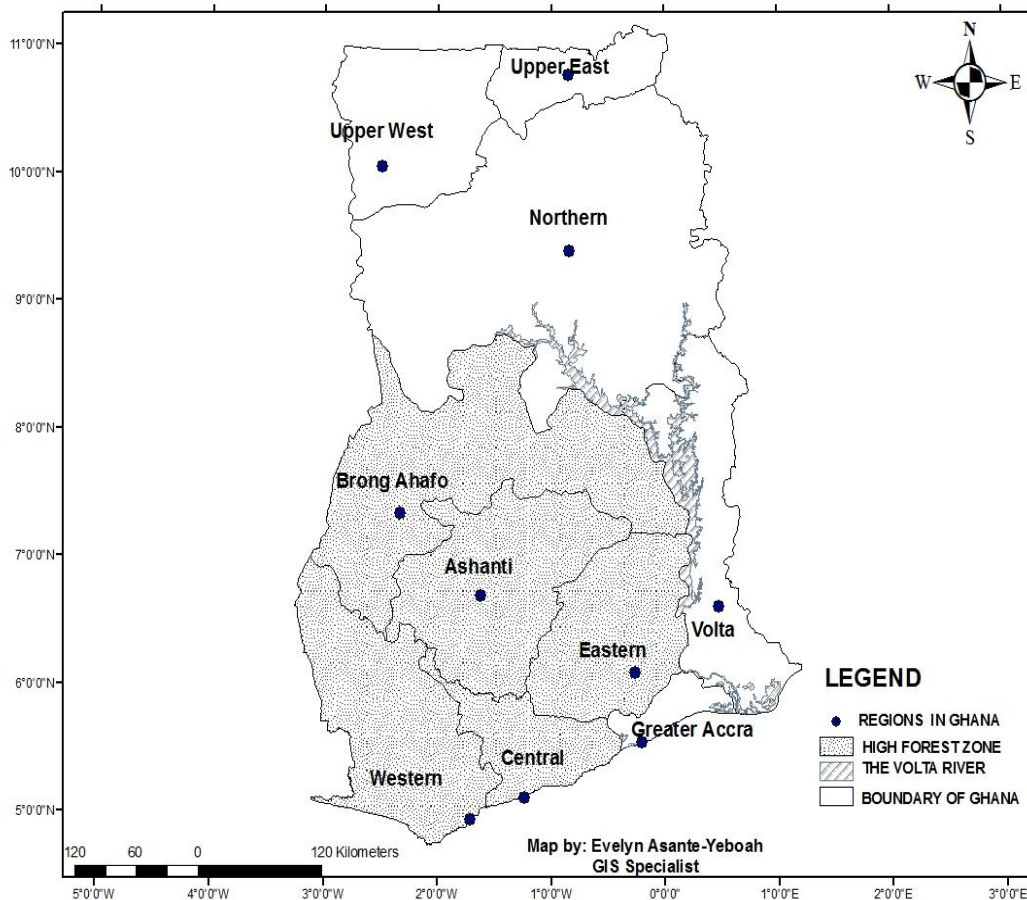 N
W E
S
11°0'0"N
10°0'0"N
9°0'0"N
8°0'0"N
7°0'0"N
6°0'0"N
5°0'0"N
Upper East
Upper West
Northern
Brong Ahafo
Ashanti
Volta
Eastern
Greater Accra
Central
Western
LEGEND
REGIONS IN GHANA
HIGH FOREST ZONE
THE VOLTA RIVER
BOUNDARY OF GHANA
Map by: Evelyn Asante-Yeboah
GIS Specialist
120 60 0 120 Kilometers
5°0'0"W 4°0'0"W 3°0'0"W 2°0'0"W 1°0'0"W 0°0'0" 1°0'0"E 2°0'0"E 3°0'0"E